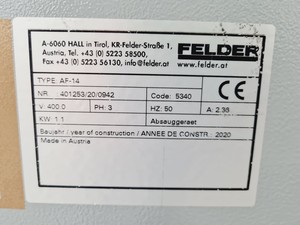 A-6060 HALL in Tirol, KR-Felder-Straße 1,
Austria, Tel. +43 (0) 5223 58500,
Fax +43 (0) 5223 56130, info@felder.at
FELDER
www.felder.at
TYPE AF-14
NR 401253/20/0942 Code: 5340
V: 400.0 PH: 3 HZ: 50 A: 2.35
KW: 1.1 Absauggeraet
CE
Baujahr / year of construction / ANNEE DE CONSTR.: 2020
Made in Austria